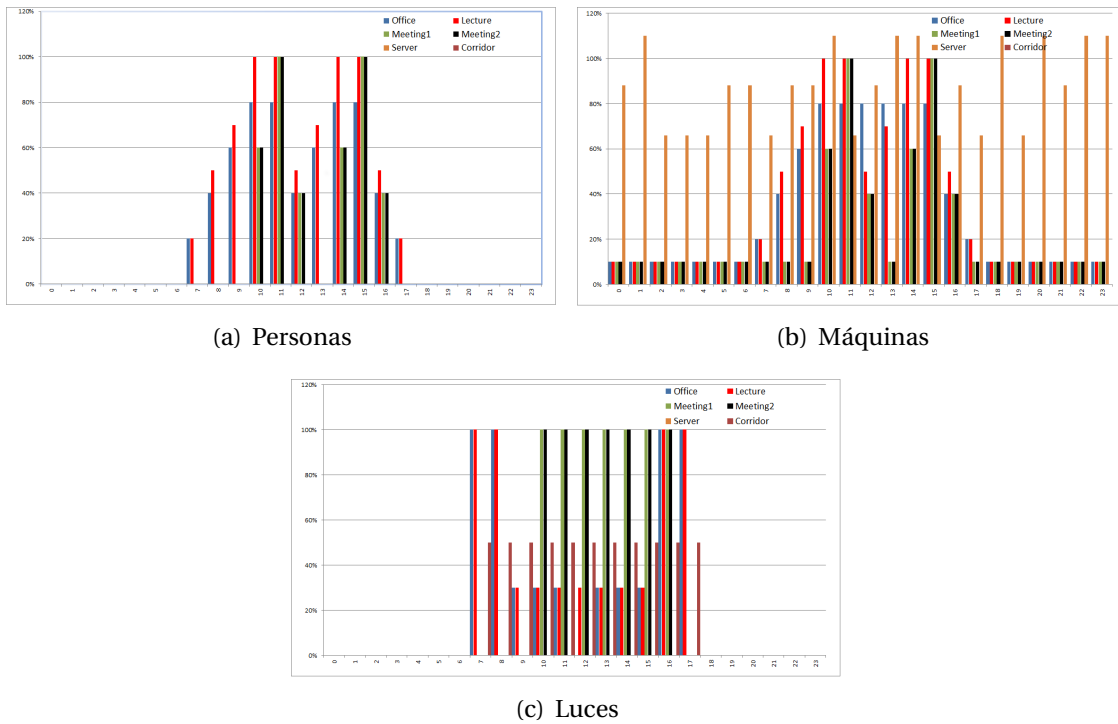 120%
100%
80%
60%
40%
20%
0%
Office Lecture
Meeting1 Meeting2
Server Corridor
0 1 2 3 4 5 6 7 8 9 10 11 12 13 14 15 16 17 18 19 20 21 22 23
(a) Personas
120%
100%
80%
60%
40%
20%
0%
Office Lecture
Meeting1 Meeting2
Server Corridor
0 1 2 3 4 5 6 7 8 9 10 11 12 13 14 15 16 17 18 19 20 21 22 23
(b) Máquinas
120%
100%
80%
60%
40%
20%
0%
Office Lecture
Meeting1 Meeting2
Server Corridor
0 1 2 3 4 5 6 7 8 9 10 11 12 13 14 15 16 17 18 19 20 21 22 23
(c) Luces